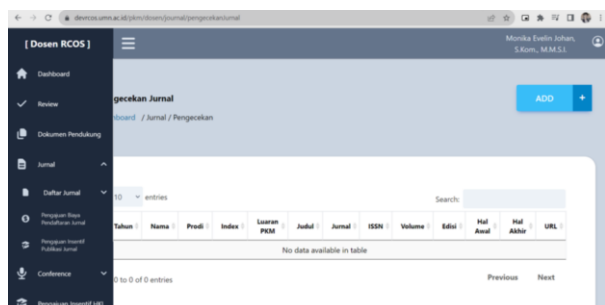 devrcos.umn.ac.id/pkm/dosen/journal/pengecekanJurnal
[ Dosen RCOS ]
Monika Evelin Johan,
S.Kom., M.M.S.I.
Dashboard
Review
Dokumen Pendukung
Jurnal
Daftar Jurnal
Pengajuan Biaya
Pendaftaran Jurnal
Pengajuan Insentif
Publikasi Jurnal
Conference
Pengajuan Insentif HKI
gecekan Jurnal
hboard / Jurnal / Pengecekan
ADD +
10 entries
Search:
Tahun Nama Prodi Index Luaran PKM Judul Jurnal ISSN Volume Edisi Hal Awal Hal Akhir URL
No data available in table
0 to 0 of 0 entries
Previous Next